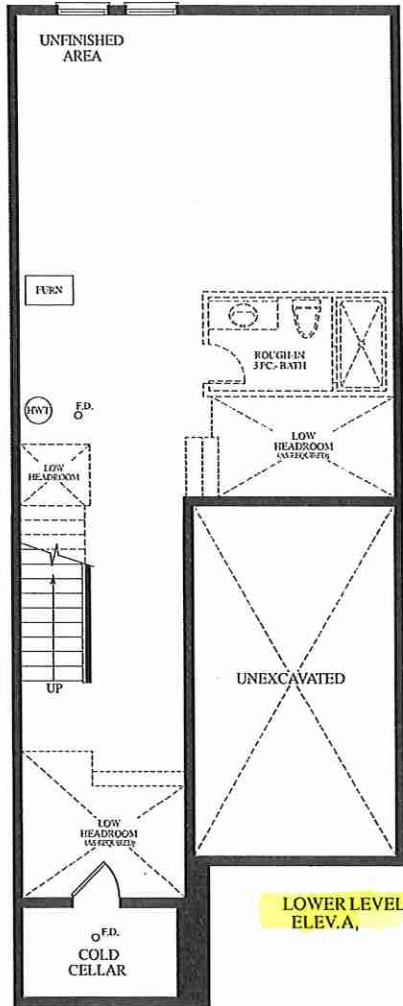 UNFINISHED
AREA
FURN
ROUGH-IN
3 PC.- BATH
HWT
F.D.
LOW
HEADROOM
(AS REQUIRED)
LOW
HEADROOM
UP
UNEXCAVATED
LOW
HEADROOM
(AS REQUIRED)
F.D.
COLD
CELLAR
LOWER LEVEL
ELEV.A,